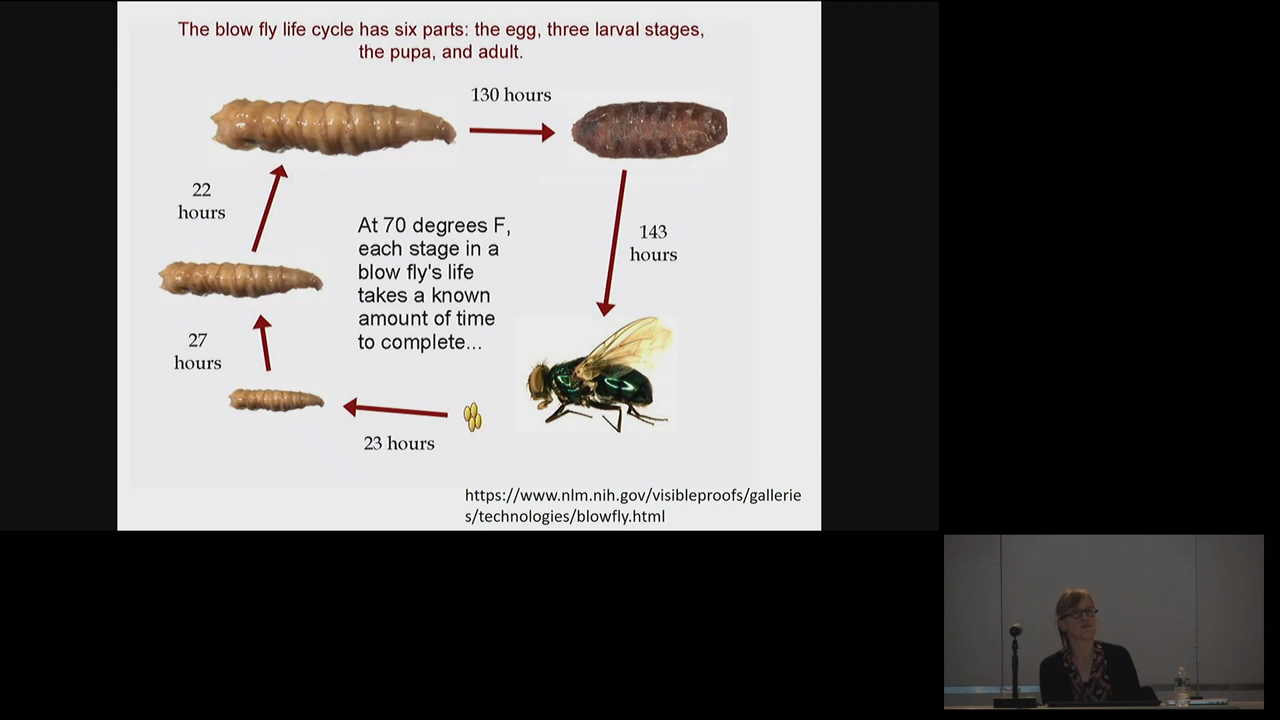 The blow fly life cycle has six parts: the egg, three larval stages,
the pupa, and adult.
130 hours
22
hours
143
hours
At 70 degrees F,
each stage in a
blow fly's life
takes a known
amount of time
to complete...
27
hours
23 hours
https://www.nlm.nih.gov/visibleproofs/gallerie
s/technologies/blowfly.html